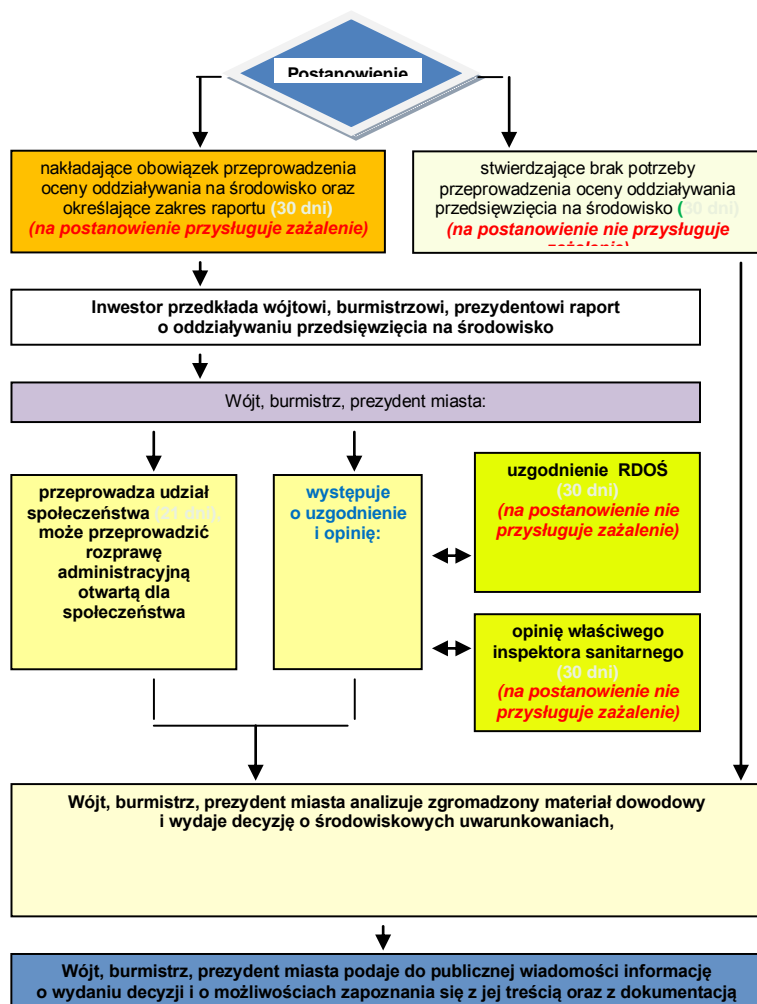 Postanowienie
nakładające obowiązek przeprowadzenia
oceny oddziaływania na środowisko oraz
określające zakres raportu (30 dni)
(na postanowienie przysługuje zażalenie)
stwierdzające brak potrzeby
przeprowadzenia oceny oddziaływania
przedsięwzięcia na środowisko (30 dni)
(na postanowienie nie przysługuje
zażalenie)
Inwestor przedkłada wójtowi, burmistrzowi, prezydentowi raport
o oddziaływaniu przedsięwzięcia na środowisko
Wójt, burmistrz, prezydent miasta:
przeprowadza udział
społeczeństwa (21 dni),
może przeprowadzić
rozprawę
administracyjną
otwartą dla
społeczeństwa
występuje
o uzgodnienie
i opinię:
uzgodnienie RDOŚ
(30 dni)
(na postanowienie nie
przysługuje zażalenie)
opinię właściwego
inspektora sanitarnego
(30 dni)
(na postanowienie nie
przysługuje zażalenie)
Wójt, burmistrz, prezydent miasta analizuje zgromadzony materiał dowodowy
i wydaje decyzję o środowiskowych uwarunkowaniach,
Wójt, burmistrz, prezydent miasta podaje do publicznej wiadomości informację
o wydaniu decyzji i o możliwościach zapoznania się z jej treścią oraz z dokumentacją